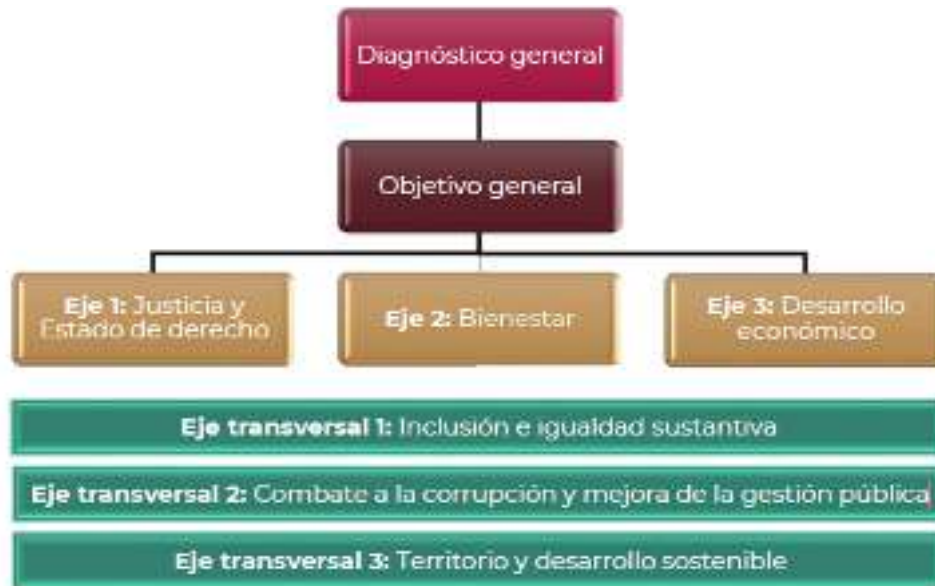 Diagnóstico general
Objetivo general
Eje 1: Justicia y
Estado de derecho
Eje 2: Bienestar
Eje 3: Desarrollo
económico
Eje transversal 1: Inclusión e igualdad sustantiva
Eje transversal 2: Combate a la corrupción y mejora de la gestión pública
Eje transversal 3: Territorio y desarrollo sostenible